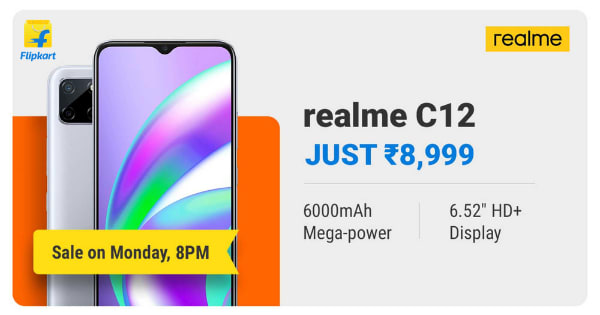 Flipkart
realme
realme C12
JUST ₹8,999
6000mAh
Mega-power
6.52" HD+
Display
Sale on Monday, 8PM